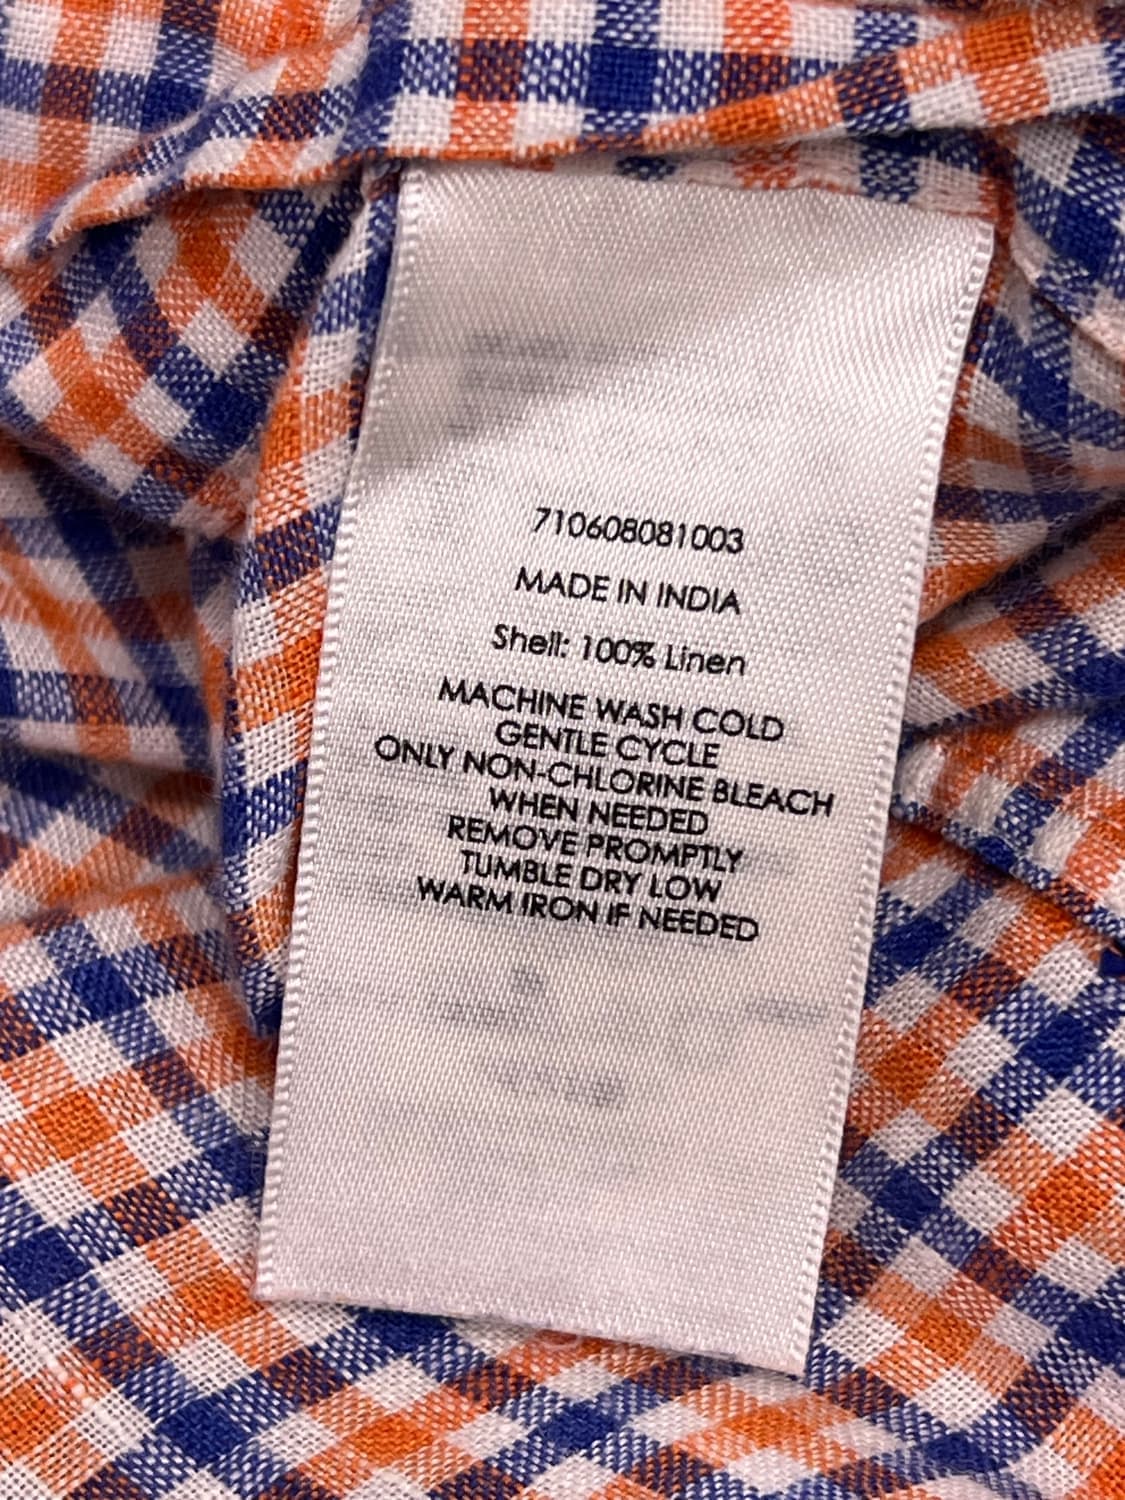 710608081003
MADE IN INDIA
Shell: 100% Linen
MACHINE WASH COLD
GENTLE CYCLE
ONLY NON-CHLORINE BLEACH
WHEN NEEDED
REMOVE PROMPTLY
TUMBLE DRY LOW
WARM IRON IF NEEDED